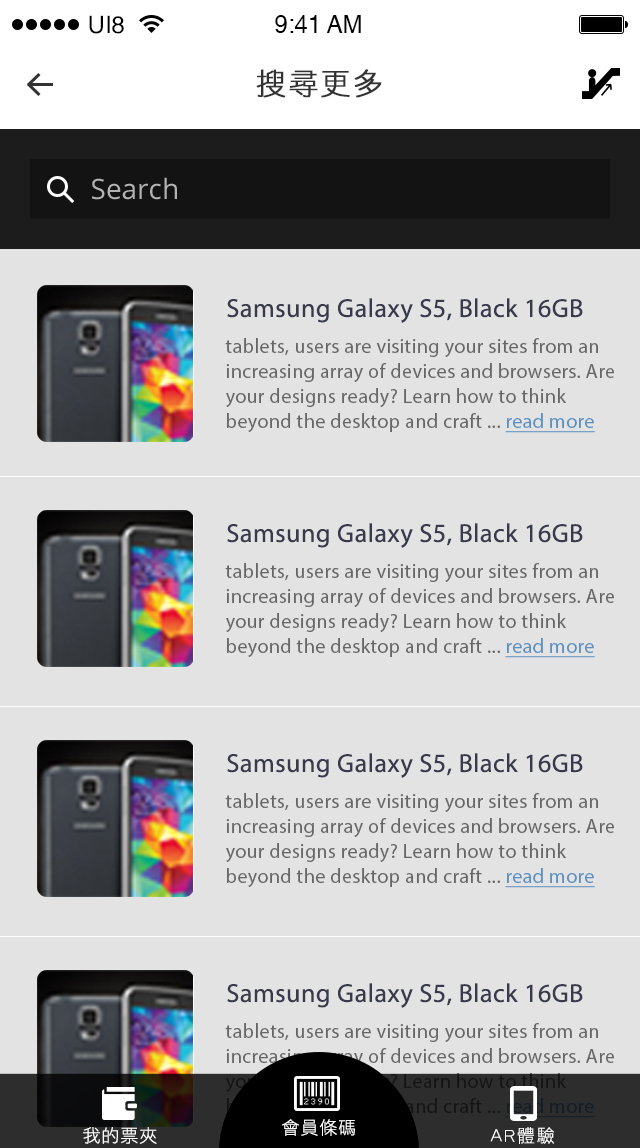 UI8 9:41 AM
搜尋更多
Search
Samsung Galaxy S5, Black 16GB
tablets, users are visiting your sites from an
increasing array of devices and browsers. Are
your designs ready? Learn how to think
beyond the desktop and craft ... read more
Samsung Galaxy S5, Black 16GB
tablets, users are visiting your sites from an
increasing array of devices and browsers. Are
your designs ready? Learn how to think
beyond the desktop and craft ... read more
Samsung Galaxy S5, Black 16GB
tablets, users are visiting your sites from an
increasing array of devices and browsers. Are
your designs ready? Learn how to think
beyond the desktop and craft ... read more
Samsung Galaxy S5, Black 16GB
tablets, users are visiting your sites from an
of devices and browsers. Are
Learn how to think
and craft ... read more
2390
我的票夾
會員條碼
AR體驗